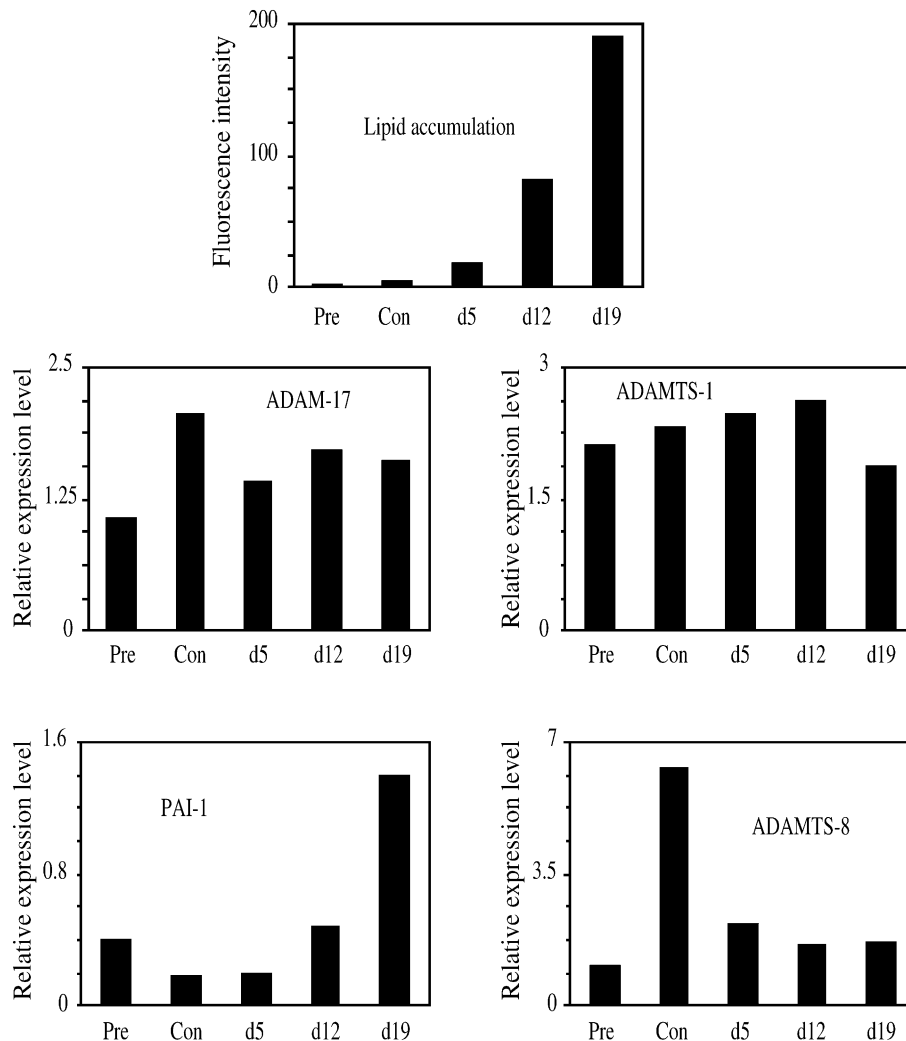 Fluorescence intensity
200
100
0
Lipid accumulation
Pre Con d5 d12 d19
Relative expression level
2.5
1.25
0
ADAM-17
Pre Con d5 d12 d19
Relative expression level
3
1.5
0
ADAMTS-1
Pre Con d5 d12 d19
Relative expression level
1.6
0.8
0
PAI-1
Pre Con d5 d12 d19
Relative expression level
7
3.5
0
ADAMTS-8
Pre Con d5 d12 d19